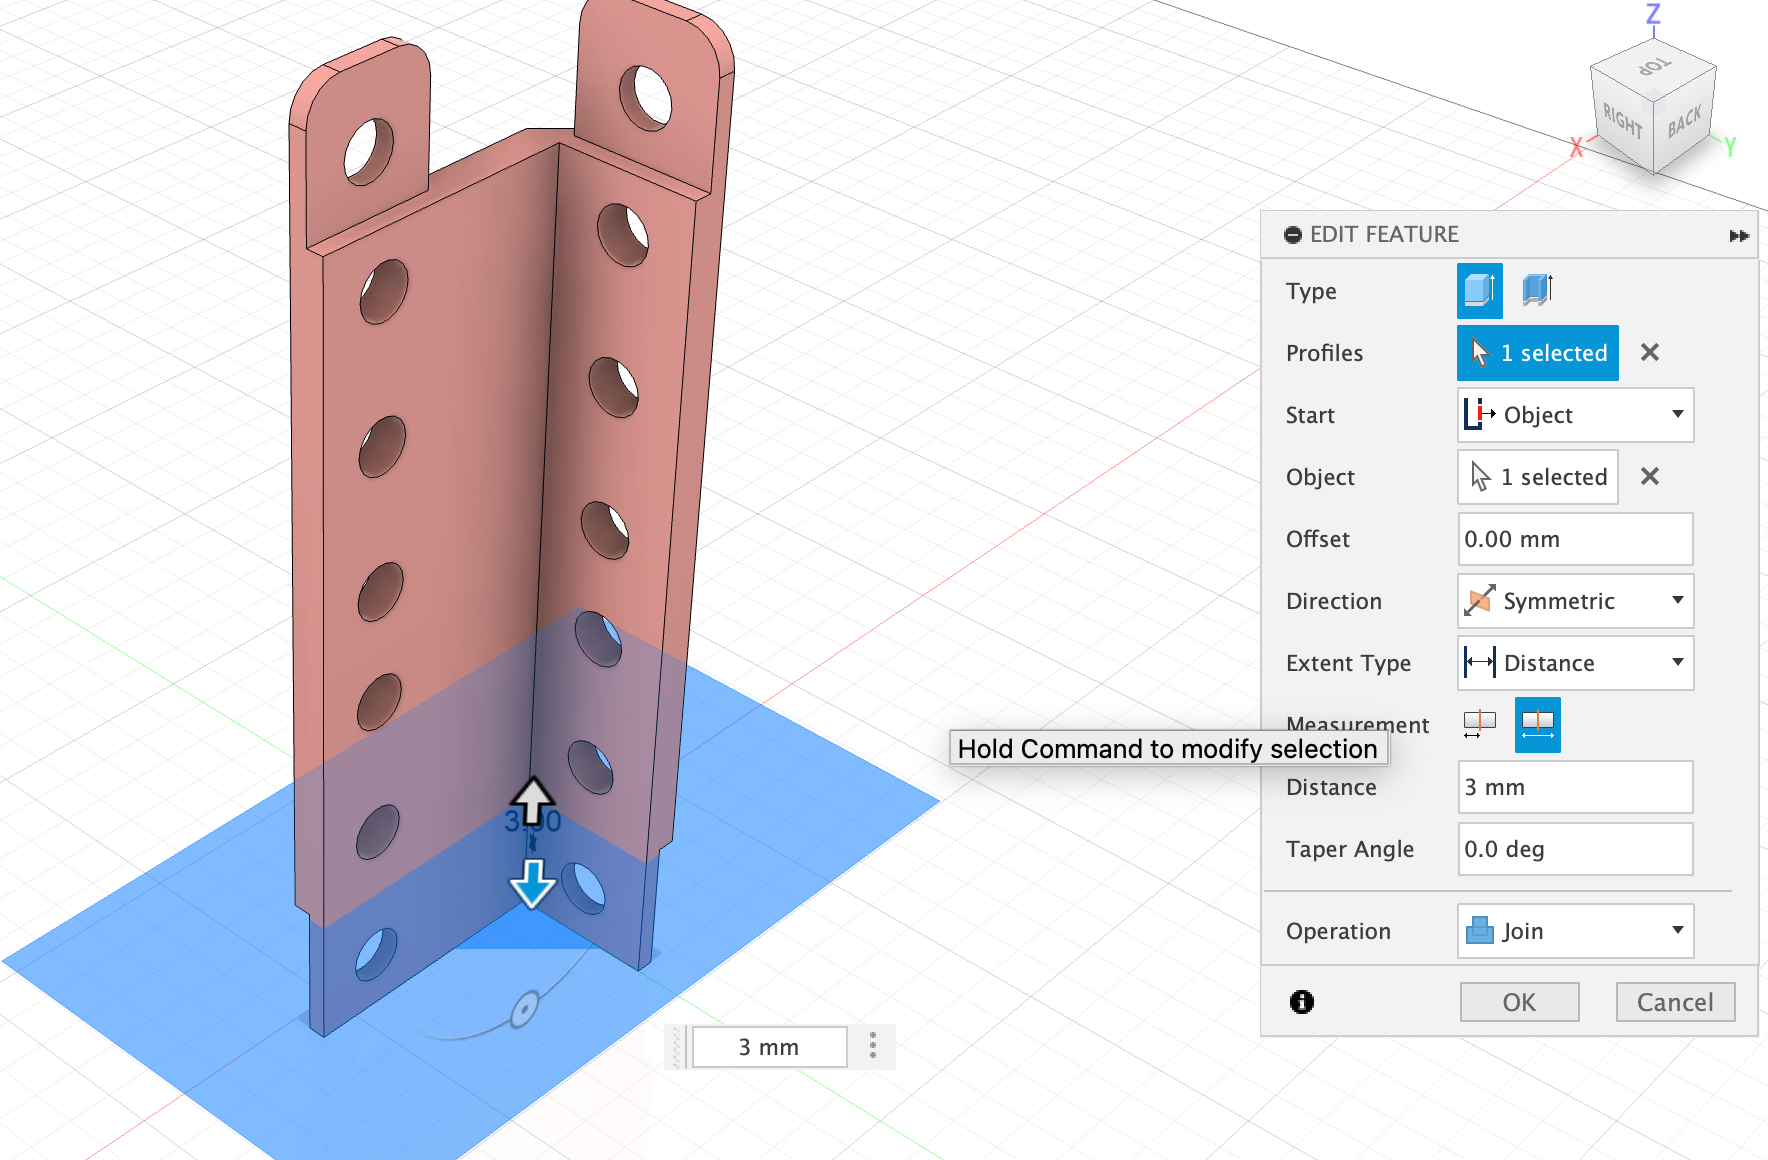 Z
TOP
RIGHT
BACK
X
Y
EDIT FEATURE
Type
Profiles
1 selected
Start
Object
Object
1 selected
Offset
0.00 mm
Direction
Symmetric
Extent Type
Distance
Measurement
Hold Command to modify selection
Distance
3 mm
Taper Angle
0.0 deg
Operation
Join
OK
Cancel
3.00
3 mm